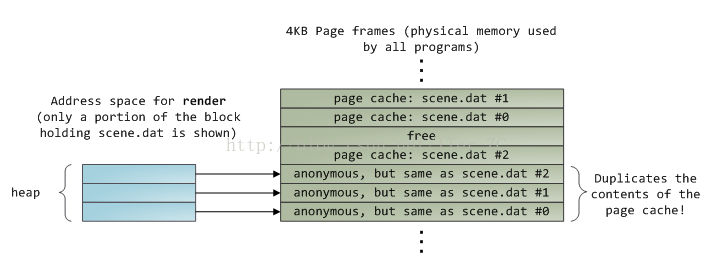 4KB Page frames (physical memory used
by all programs)
Address space for render
(only a portion of the block
holding scene.dat is shown)
page cache: scene.dat #1
page cache: scene.dat #0
free
page cache: scene.dat #2
anonymous, but same as scene.dat #2
anonymous, but same as scene.dat #1
anonymous, but same as scene.dat #0
heap
Duplicates the
contents of the
page cache!